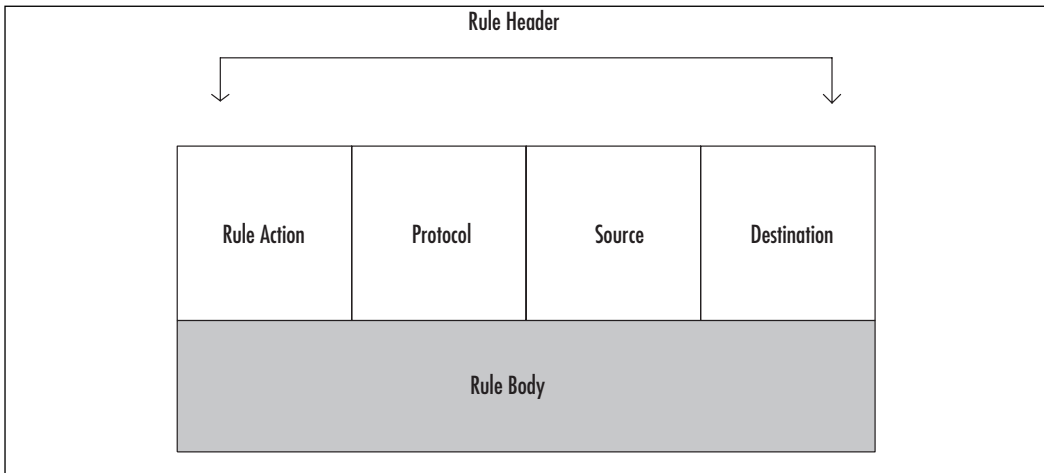 Rule Header
Rule Action
Protocol
Source
Destination
Rule Body